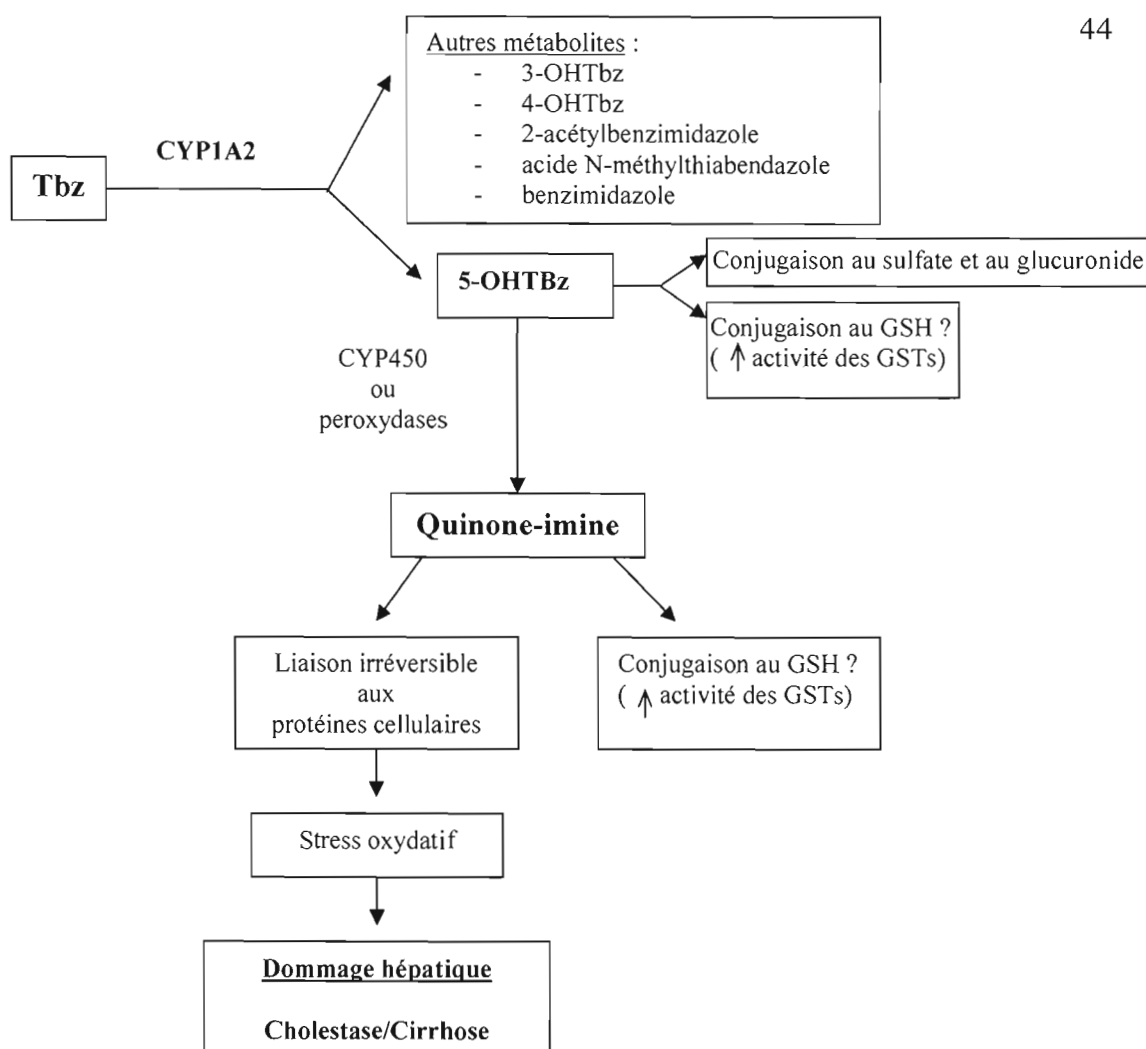 44
Autres métabolites :
- 3-OHTbz
- 4-OHTbz
- 2-acétylbenzimidazole
- acide N-méthylthiabendazole
- benzimidazole
CYP1A2
Tbz
5-OHTBz
Conjugaison au sulfate et au glucuronide
Conjugaison au GSH ?
( ↑ activité des GSTs)
CYP450
ou
peroxydases
Quinone-imine
Liaison irréversible
aux
protéines cellulaires
Conjugaison au GSH ?
( ↑ activité des GSTs)
Stress oxydatif
Dommage hépatique
Cholestase/Cirrhose